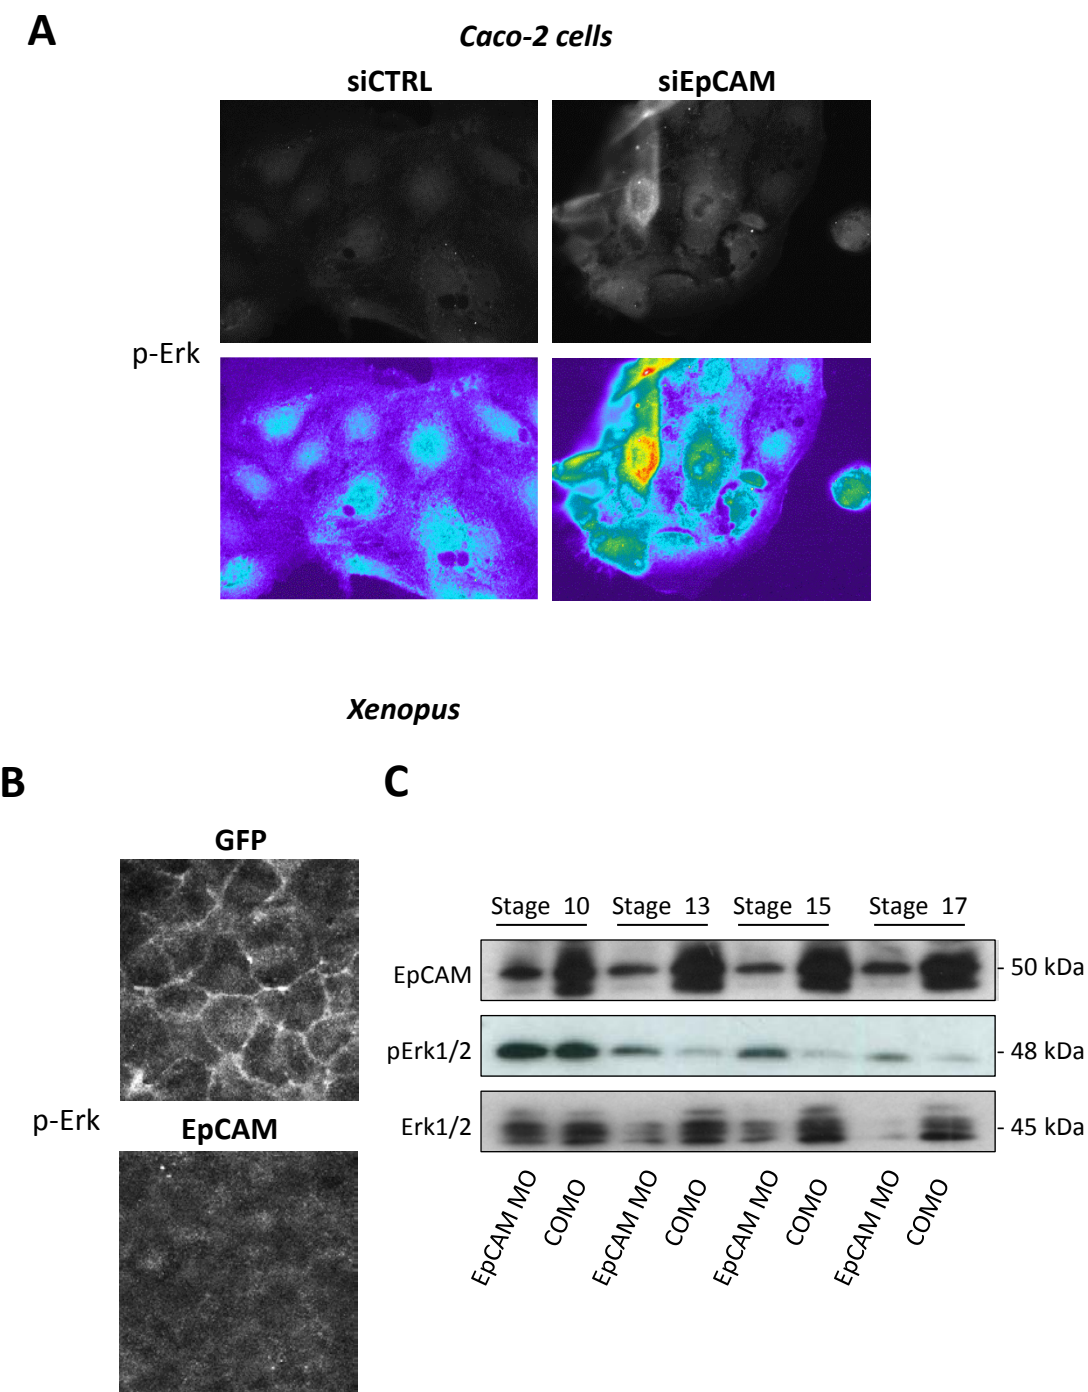 A
Caco-2 cells
siCTRL
siEpCAM
p-Erk
Xenopus
B
C
GFP
p-Erk
EpCAM
Stage 10 Stage 13 Stage 15 Stage 17
EpCAM
- 50 kDa
pErk1/2
- 48 kDa
Erk1/2
- 45 kDa
EpCAM MO
COMO
EpCAM MO
COMO
EpCAM MO
COMO
EpCAM MO
COMO